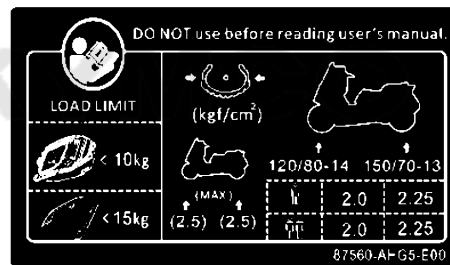 DO NOT use before reading user's manual.
LOAD LIMIT
< 10kg
< 15kg
(kgf/cm²)
(MAX)
(2.5) (2.5)
120/80-14 150/70-13
2.0 2.25
2.0 2.25
87560-AHG5-E00